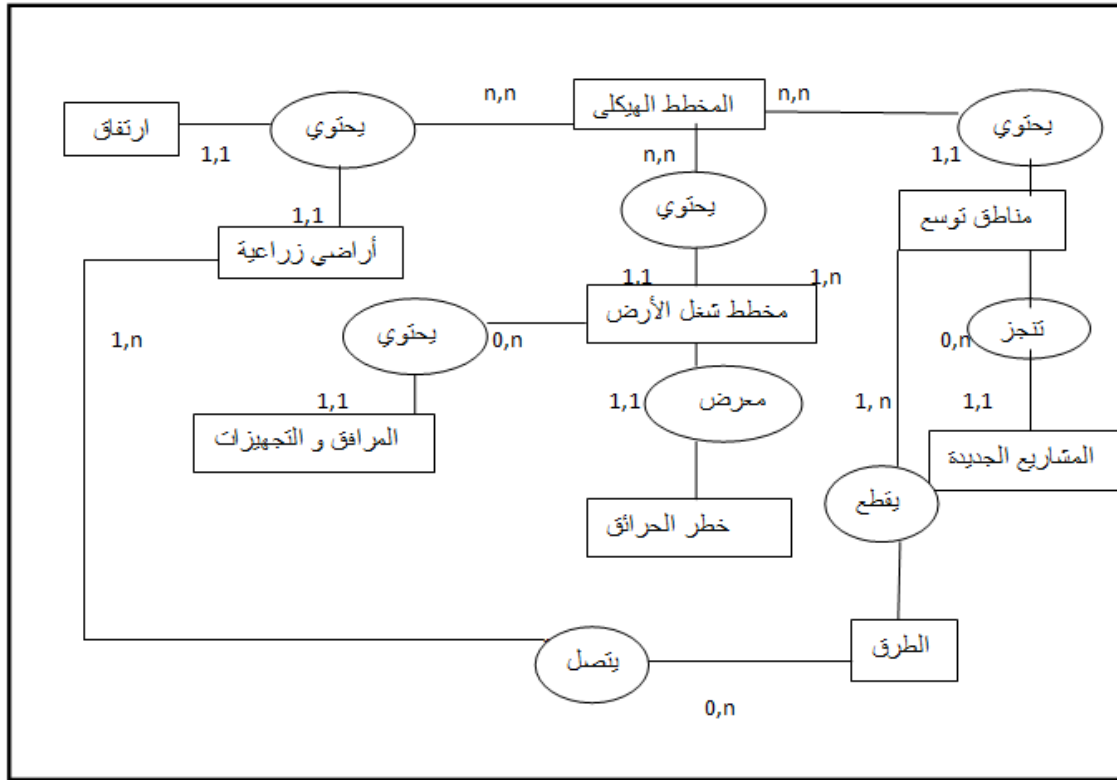 n,n
المخطط الهيكلي
n,n
ارتفاق
يحتوي
يحتوي
1,1
n,n
1,1
يحتوي
مناطق توسع
1,1
أراضي زراعية
1,1
1,n
مخطط شغل الأرض
يحتوي
0,n
تنجز
0,n
1,n
1,1
1,1
معرض
1, n
1,1
المرافق و التجهيزات
المشاريع الجديدة
يقطع
خطر الحرائق
الطرق
يتصل
0,n